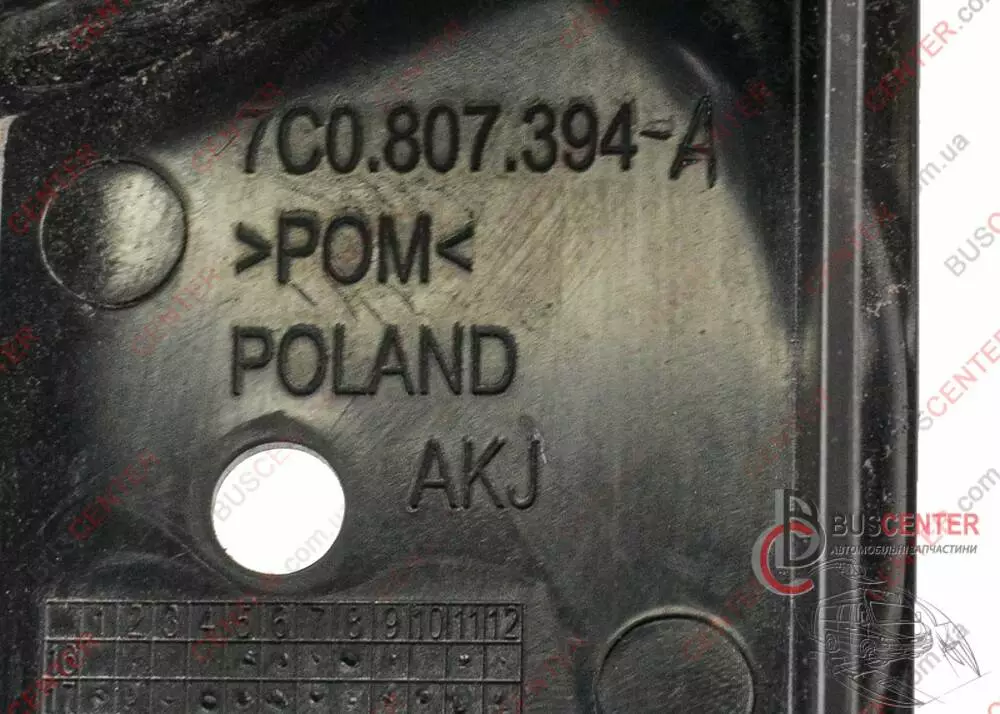 7C0.807.394-A
>POM<
POLAND
AKJ
BUSCENTER
АВТОМОБІЛЬНІ ЗАПЧАСТИНИ
1 2 3 4 5 6 7 8 9 10 11 12
16